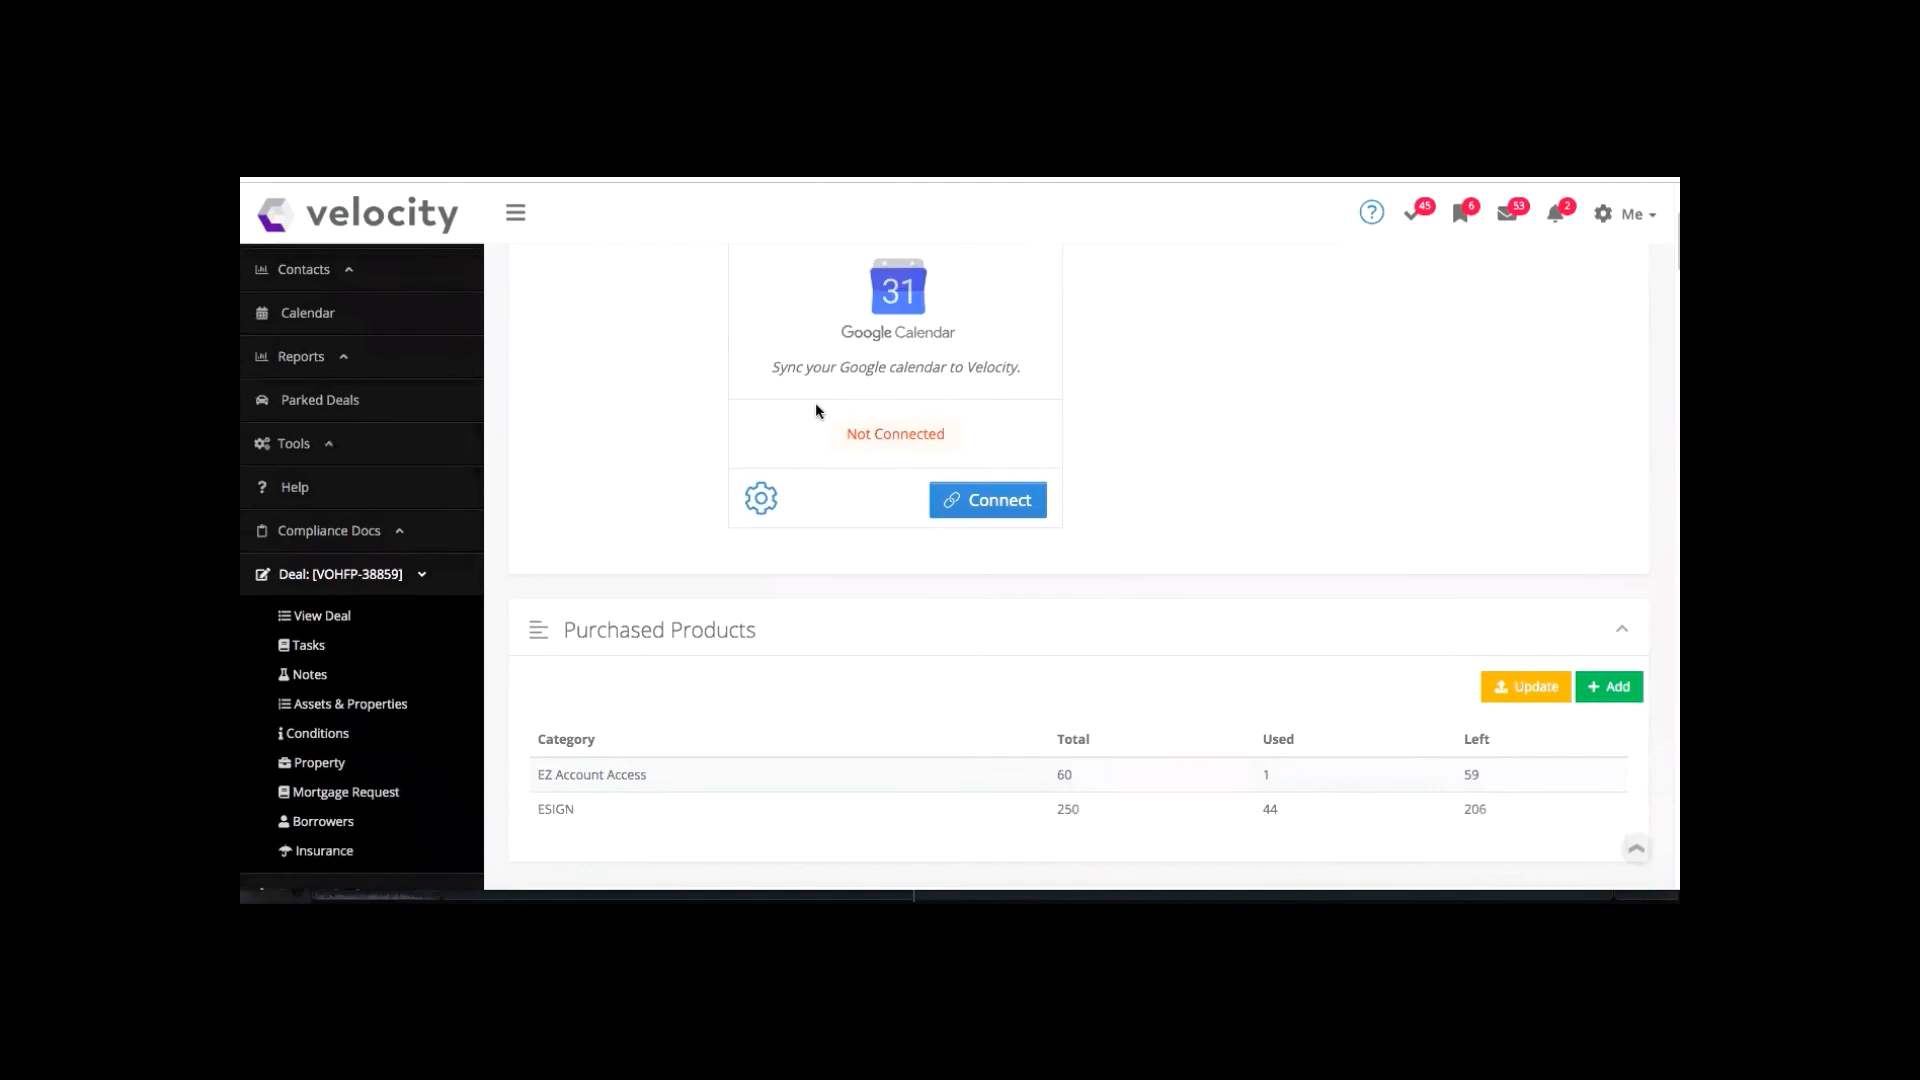 velocity
? 45 6 53 2 Me
Contacts
Calendar
Reports
Parked Deals
Tools
? Help
Compliance Docs
Deal: [VOHFP-38859]
View Deal
Tasks
Notes
Assets & Properties
Conditions
Property
Mortgage Request
Borrowers
Insurance
31
Google Calendar
Sync your Google calendar to Velocity.
Not Connected
Connect
Purchased Products
Update + Add
Category Total Used Left
EZ Account Access 60 1 59
ESIGN 250 44 206